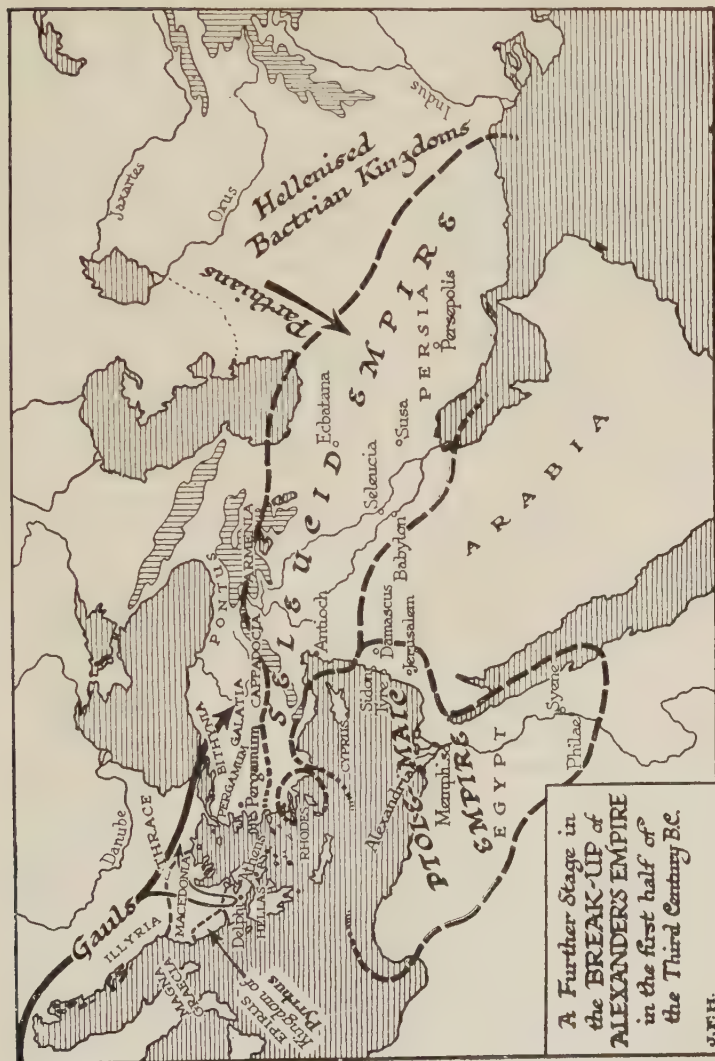 Jaxartes
Oxus
Indus
Hellenised
Bactrian Kingdoms
Parthians
SELEUCID EMPIRE
Ecbatana
PERSIA
Persepolis
Susa
Seleucia
Babylon
ARABIA
PONTUS
ARMENIA
CAPPADOCIA
Antioch
Damascus
Jerusalem
Sidon
Tyre
CYPRUS
BITHYNIA
GALATIA
PERGAMUM
Pergamum
RHODES
Danube
THRACE
Gauls
ILLYRIA
MACEDONIA
Delphi
Athens
HELLAS
MAGNA
GRAECIA
EPIRUS
Kingdom of
Pyrrhus
PTOLEMAIC
EMPIRE
Alexandria
Memphis
EGYPT
Syene
Philae
A Further Stage in
the BREAK-UP of
ALEXANDER'S EMPIRE
in the first half of
the Third Century B.C.
J.F.H.